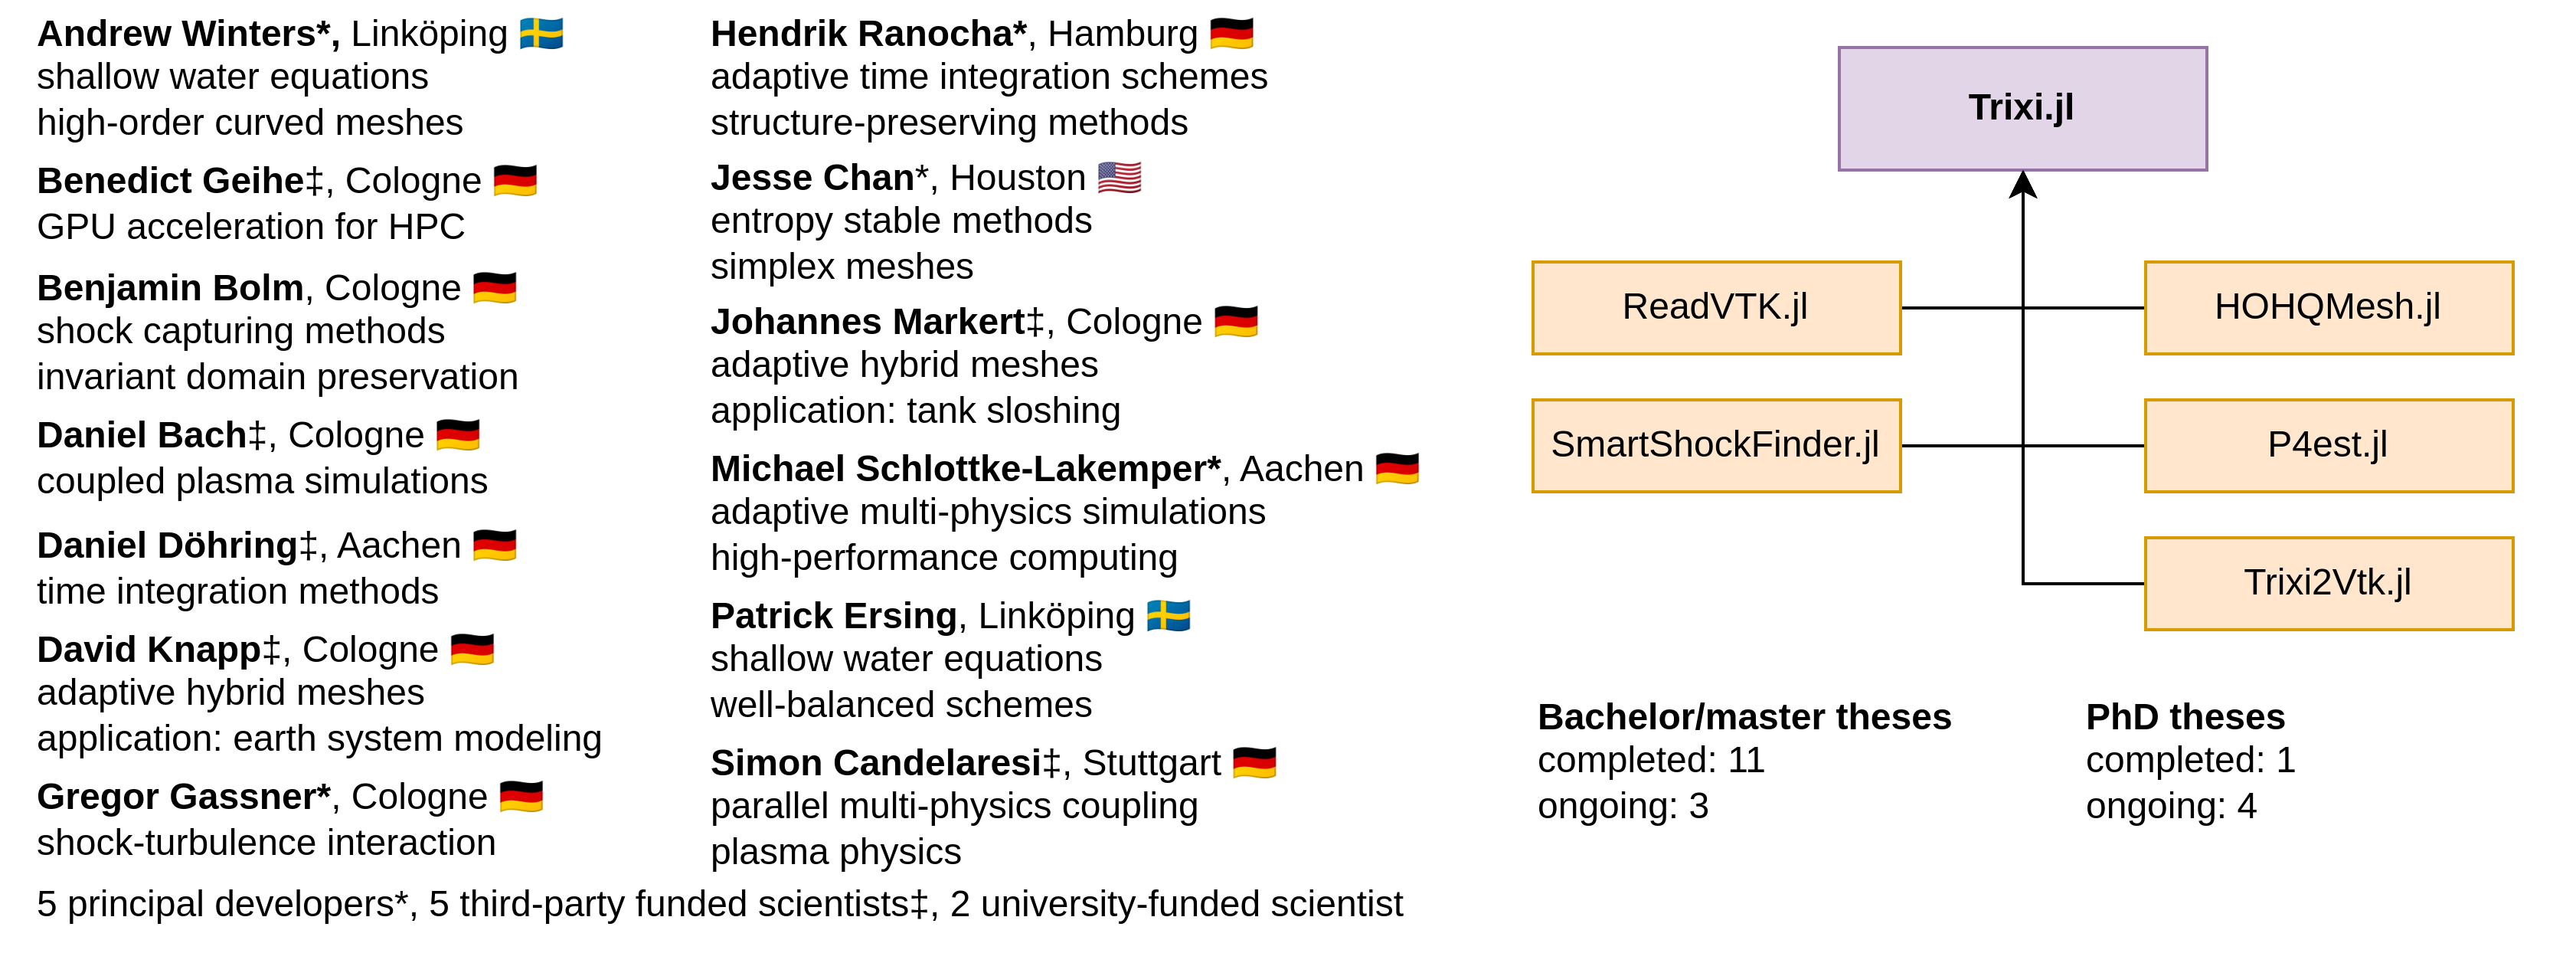 Andrew Winters*, Linköping 🇸🇪
shallow water equations
high-order curved meshes
Benedict Geihe‡, Cologne 🇩🇪
GPU acceleration for HPC
Benjamin Bolm, Cologne 🇩🇪
shock capturing methods
invariant domain preservation
Daniel Bach‡, Cologne 🇩🇪
coupled plasma simulations
Daniel Döhring‡, Aachen 🇩🇪
time integration methods
David Knapp‡, Cologne 🇩🇪
adaptive hybrid meshes
application: earth system modeling
Gregor Gassner*, Cologne 🇩🇪
shock-turbulence interaction
Hendrik Ranocha*, Hamburg 🇩🇪
adaptive time integration schemes
structure-preserving methods
Jesse Chan*, Houston 🇺🇸
entropy stable methods
simplex meshes
Johannes Markert‡, Cologne 🇩🇪
adaptive hybrid meshes
application: tank sloshing
Michael Schlottke-Lakemper*, Aachen 🇩🇪
adaptive multi-physics simulations
high-performance computing
Patrick Ersing, Linköping 🇸🇪
shallow water equations
well-balanced schemes
Simon Candelaresi‡, Stuttgart 🇩🇪
parallel multi-physics coupling
plasma physics
5 principal developers*, 5 third-party funded scientists‡, 2 university-funded scientist
Trixi.jl
ReadVTK.jl
HOHQMesh.jl
SmartShockFinder.jl
P4est.jl
Trixi2Vtk.jl
Bachelor/master theses
completed: 11
ongoing: 3
PhD theses
completed: 1
ongoing: 4